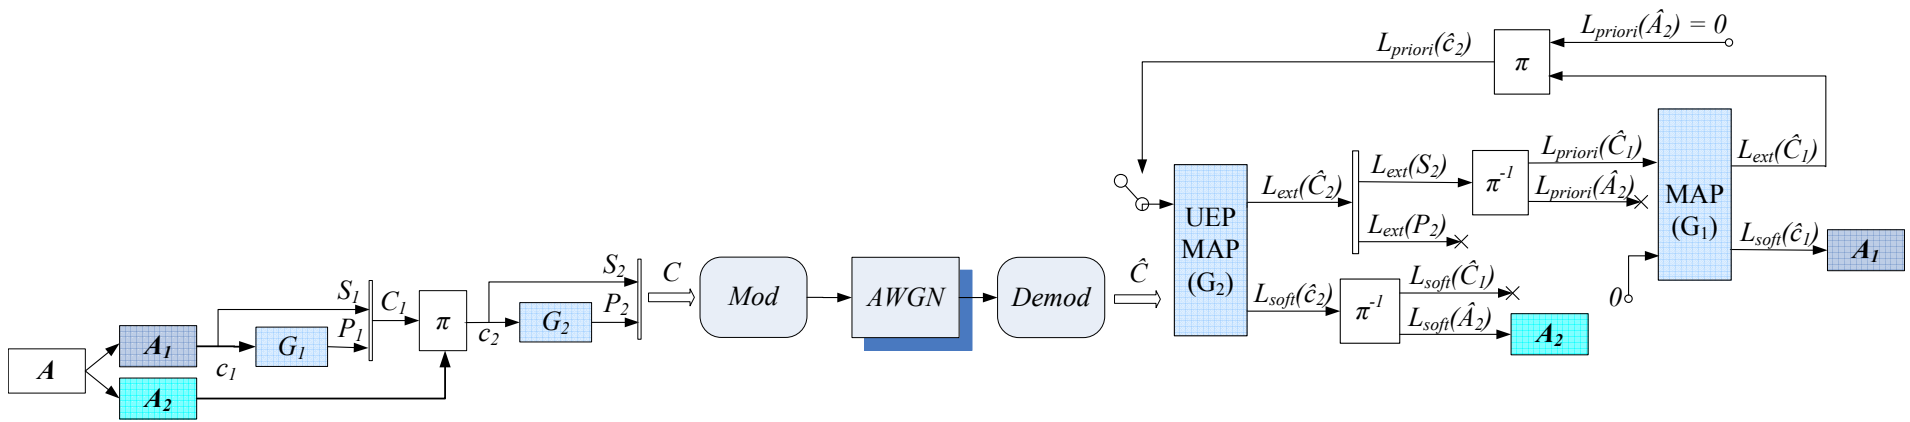 L_priori(Â_2) = 0
L_priori(ĉ_2)
π
L_priori(Ĉ_1)
L_ext(Ĉ_1)
L_ext(S_2)
π^-1
L_priori(Â_2)
L_ext(Ĉ_2)
UEP
MAP
(G_2)
MAP
(G_1)
L_ext(P_2)
L_soft(ĉ_1)
A_1
S_2
C
Mod
AWGN
Demod
Ĉ
L_soft(ĉ_2)
π^-1
L_soft(Ĉ_1)
0
S_1
C_1
π
P_2
c_2
G_2
L_soft(Â_2)
A_2
P_1
A
A_1
c_1
G_1
A_2